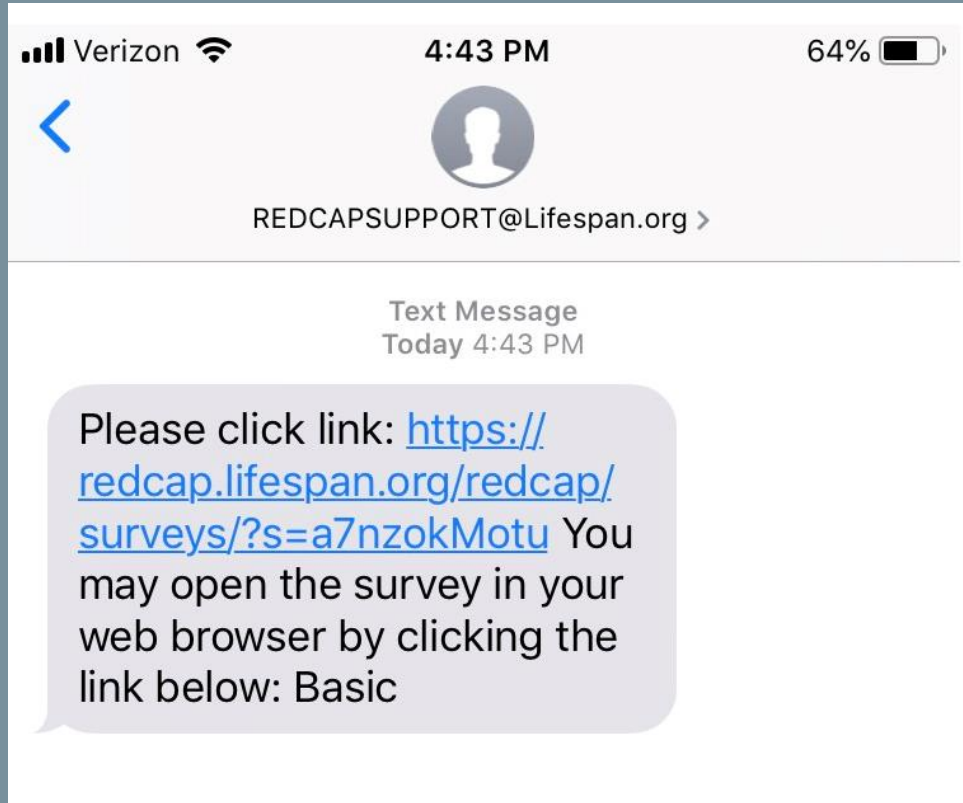 Verizon 4:43 PM 64%
REDCAPSUPPORT@Lifespan.org >
Text Message
Today 4:43 PM
Please click link: https://
redcap.lifespan.org/redcap/
surveys/?s=a7nzokMotu You
may open the survey in your
web browser by clicking the
link below: Basic